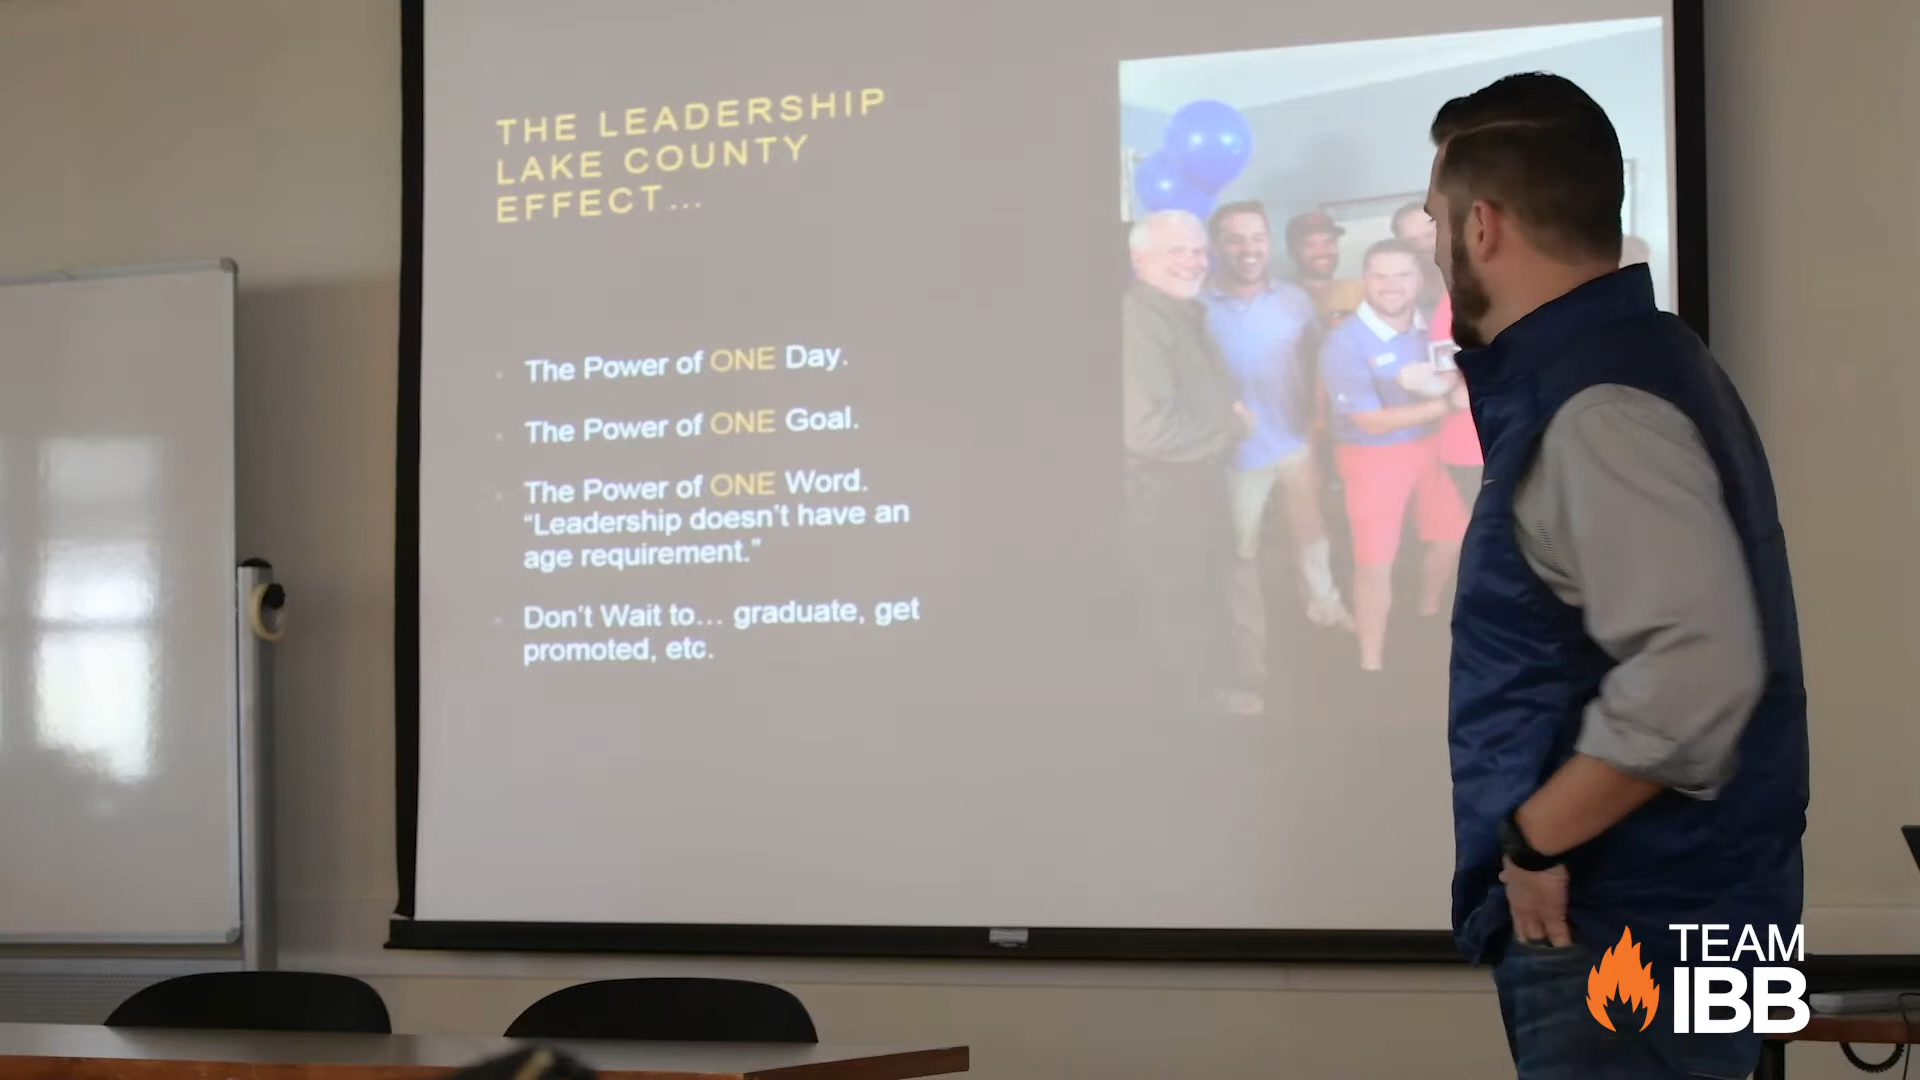 THE LEADERSHIP
LAKE COUNTY
EFFECT...
The Power of ONE Day.
The Power of ONE Goal.
The Power of ONE Word.
“Leadership doesn’t have an
age requirement.”
Don’t Wait to... graduate, get
promoted, etc.
TEAM
IBB